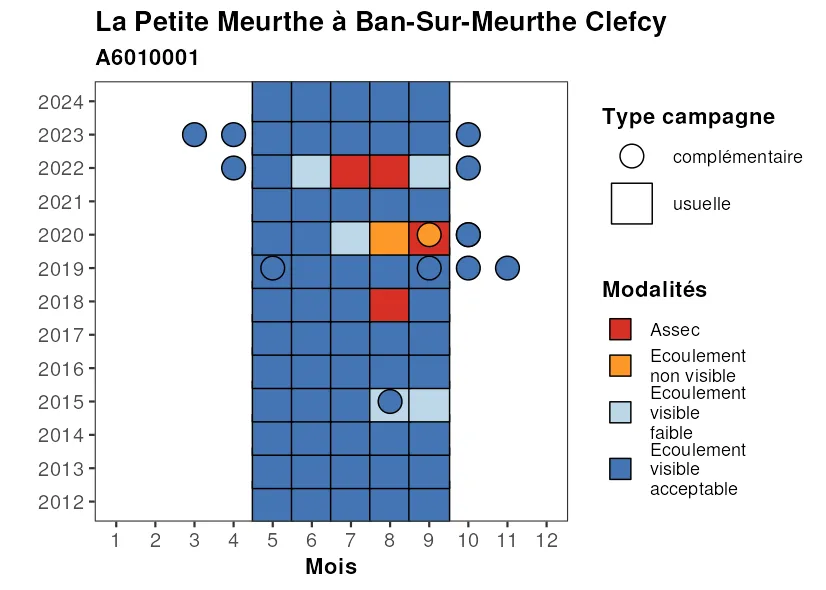 La Petite Meurthe à Ban-Sur-Meurthe Clefcy
A6010001
2024
2023
2022
2021
2020
2019
2018
2017
2016
2015
2014
2013
2012
1 2 3 4 5 6 7 8 9 10 11 12
Mois
Type campagne
complémentaire
usuelle
Modalités
Assec
Ecoulement
non visible
Ecoulement
visible
faible
Ecoulement
visible
acceptable